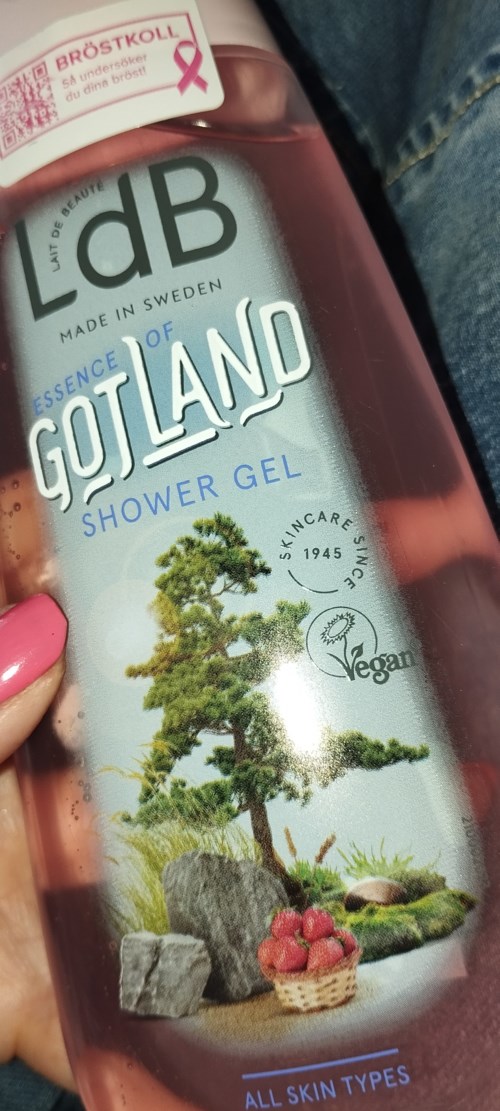 BRÖSTKOLL
Så undersöker
du dina bröst!
LdB
LAIT DE BEAUTÉ
MADE IN SWEDEN
ESSENCE OF
GOTLAND
SHOWER GEL
SKINCARE SINCE
1945
Vegan
ALL SKIN TYPES